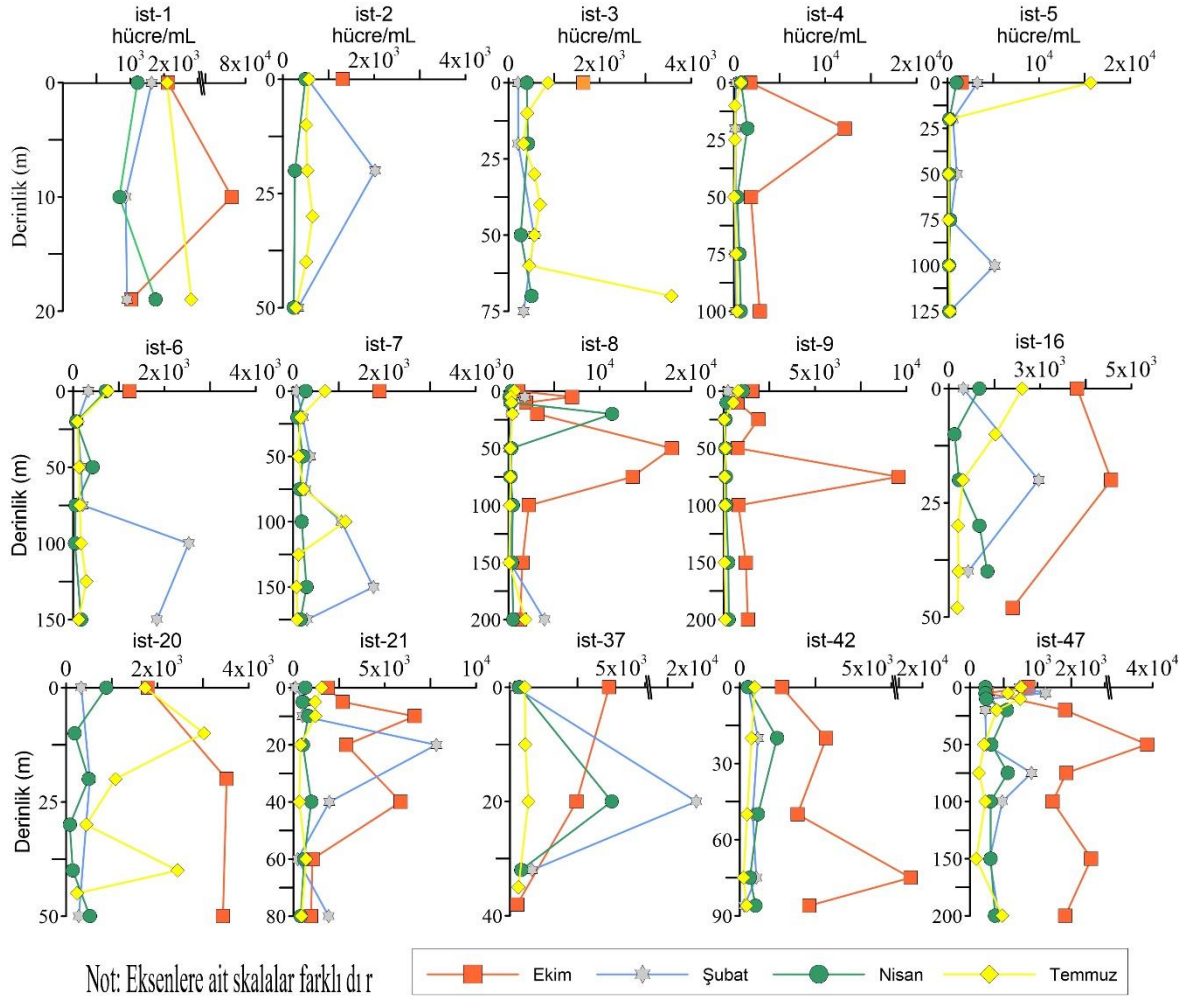 ist-1 ist-2 ist-3 ist-4 ist-5
hücre/mL hücre/mL hücre/mL hücre/mL hücre/mL
10³ 2x10³ 8x10⁴ 0 2x10³ 4x10³ 0 2x10³ 4x10³ 0 10⁴ 2x10⁴ 0 10⁴ 2x10⁴
0 0 0 0 0
25 25 25
Derinlik (m) 10 25 50 50 50
75 75
100
20 50 75 100 125
ist-6 ist-7 ist-8 ist-9 ist-16
0 2x10³ 4x10³ 0 2x10³ 4x10³ 0 10⁴ 2x10⁴ 0 5x10³ 10⁴ 0 3x10³ 5x10³
0 0 0 0 0
50 50 50 50
Derinlik (m) 100 100 100 100 25
150 150 150
150 200 200 50
ist-20 ist-21 ist-37 ist-42 ist-47
0 2x10³ 4x10³ 0 5x10³ 10⁴ 0 5x10³ 2x10⁴ 0 5x10³ 2x10⁴ 0 10³ 2x10³ 4x10⁴
0 0 0 0 0
20 30 50
Derinlik (m) 25 40 20 100
60 60 150
50 80 40 90 200
Not: Eksenlere ait skalalar farklı dı r
Ekim Şubat Nisan Temmuz